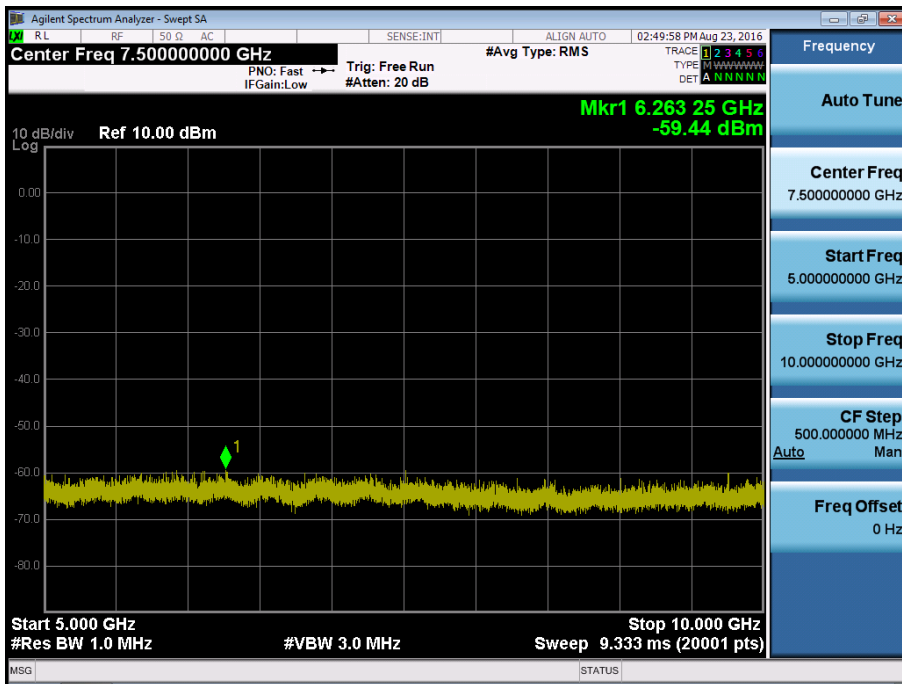 Agilent Spectrum Analyzer - Swept SA
LXI RL RF 50 Ω AC SENSE:INT ALIGN AUTO 02:49:58 PM Aug 23, 2016
Center Freq 7.500000000 GHz
PNO: Fast
IFGain:Low
Trig: Free Run
#Atten: 20 dB
#Avg Type: RMS
TRACE 1 2 3 4 5 6
TYPE M WWWWW
DET A N N N N N
Mkr1 6.263 25 GHz
-59.44 dBm
10 dB/div Ref 10.00 dBm
Log
0.00
-10.0
-20.0
-30.0
-40.0
-50.0
1
-60.0
-70.0
-80.0
Start 5.000 GHz Stop 10.000 GHz
#Res BW 1.0 MHz #VBW 3.0 MHz Sweep 9.333 ms (20001 pts)
MSG STATUS
Frequency
Auto Tune
Center Freq
7.500000000 GHz
Start Freq
5.000000000 GHz
Stop Freq
10.000000000 GHz
CF Step
500.000000 MHz
Auto Man
Freq Offset
0 Hz